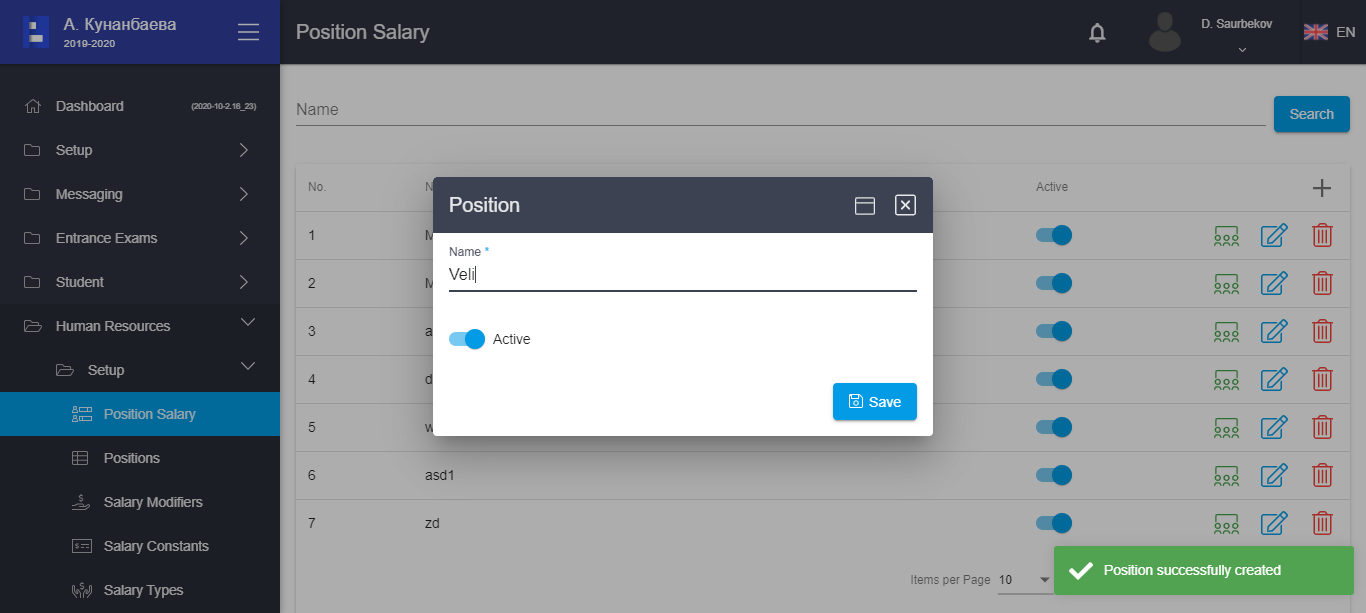 А. Кунанбаева
2019-2020
Position Salary
D. Saurbekov
EN
Dashboard
(2020-10-2.16_23)
Setup
Messaging
Entrance Exams
Student
Human Resources
Setup
Position Salary
Positions
Salary Modifiers
Salary Constants
Salary Types
Name
Search
No.
Active
1
2
3
4
5
6 asd1
7 zd
Position
Name *
Veli
Active
Save
Items per Page 10
Position successfully created